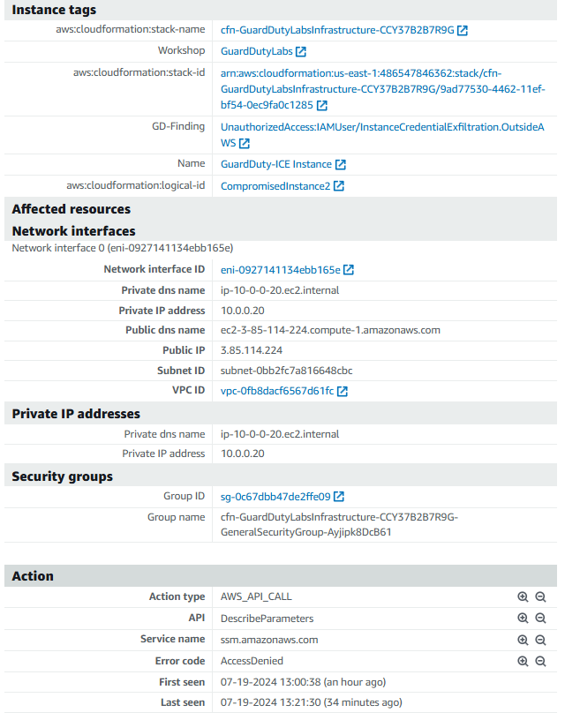 Instance tags
aws:cloudformation:stack-name cfn-GuardDutyLabsInfrastructure-CCY37B2B7R9G
Workshop GuardDutyLabs
aws:cloudformation:stack-id arn:aws:cloudformation:us-east-1:486547846362:stack/cfn-
GuardDutyLabsInfrastructure-CCY37B2B7R9G/9ad77530-4462-11ef-
bf54-0ec9fa0c1285
GD-Finding UnauthorizedAccess:IAMUser/InstanceCredentialExfiltration.OutsideA
WS
Name GuardDuty-ICE Instance
aws:cloudformation:logical-id CompromisedInstance2
Affected resources
Network interfaces
Network interface 0 (eni-0927141134ebb165e)
Network interface ID eni-0927141134ebb165e
Private dns name ip-10-0-0-20.ec2.internal
Private IP address 10.0.0.20
Public dns name ec2-3-85-114-224.compute-1.amazonaws.com
Public IP 3.85.114.224
Subnet ID subnet-0bb2fc7a816648cbc
VPC ID vpc-0fb8dacf6567d61fc
Private IP addresses
Private dns name ip-10-0-0-20.ec2.internal
Private IP address 10.0.0.20
Security groups
Group ID sg-0c67dbb47de2ffe09
Group name cfn-GuardDutyLabsInfrastructure-CCY37B2B7R9G-
GeneralSecurityGroup-Ayjipk8DcB61
Action
Action type AWS_API_CALL
API DescribeParameters
Service name ssm.amazonaws.com
Error code AccessDenied
First seen 07-19-2024 13:00:38 (an hour ago)
Last seen 07-19-2024 13:21:30 (34 minutes ago)